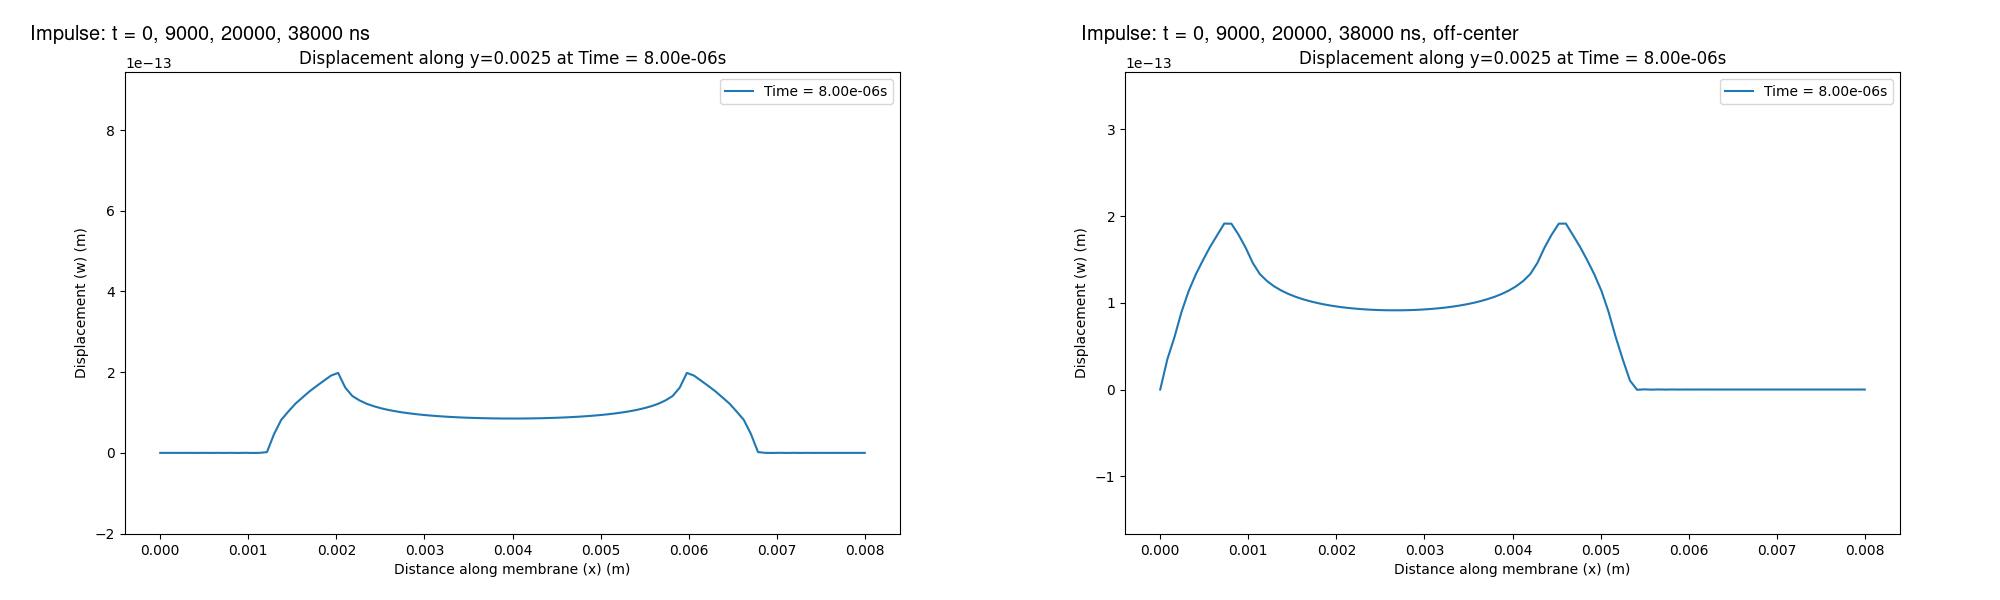 Impulse: t = 0, 9000, 20000, 38000 ns
Displacement along y=0.0025 at Time = 8.00e-06s
1e−13
Time = 8.00e-06s
8
6
4
2
0
−2
Displacement (w) (m)
0.000 0.001 0.002 0.003 0.004 0.005 0.006 0.007 0.008
Distance along membrane (x) (m)
Impulse: t = 0, 9000, 20000, 38000 ns, off-center
Displacement along y=0.0025 at Time = 8.00e-06s
1e−13
Time = 8.00e-06s
3
2
1
0
−1
Displacement (w) (m)
0.000 0.001 0.002 0.003 0.004 0.005 0.006 0.007 0.008
Distance along membrane (x) (m)